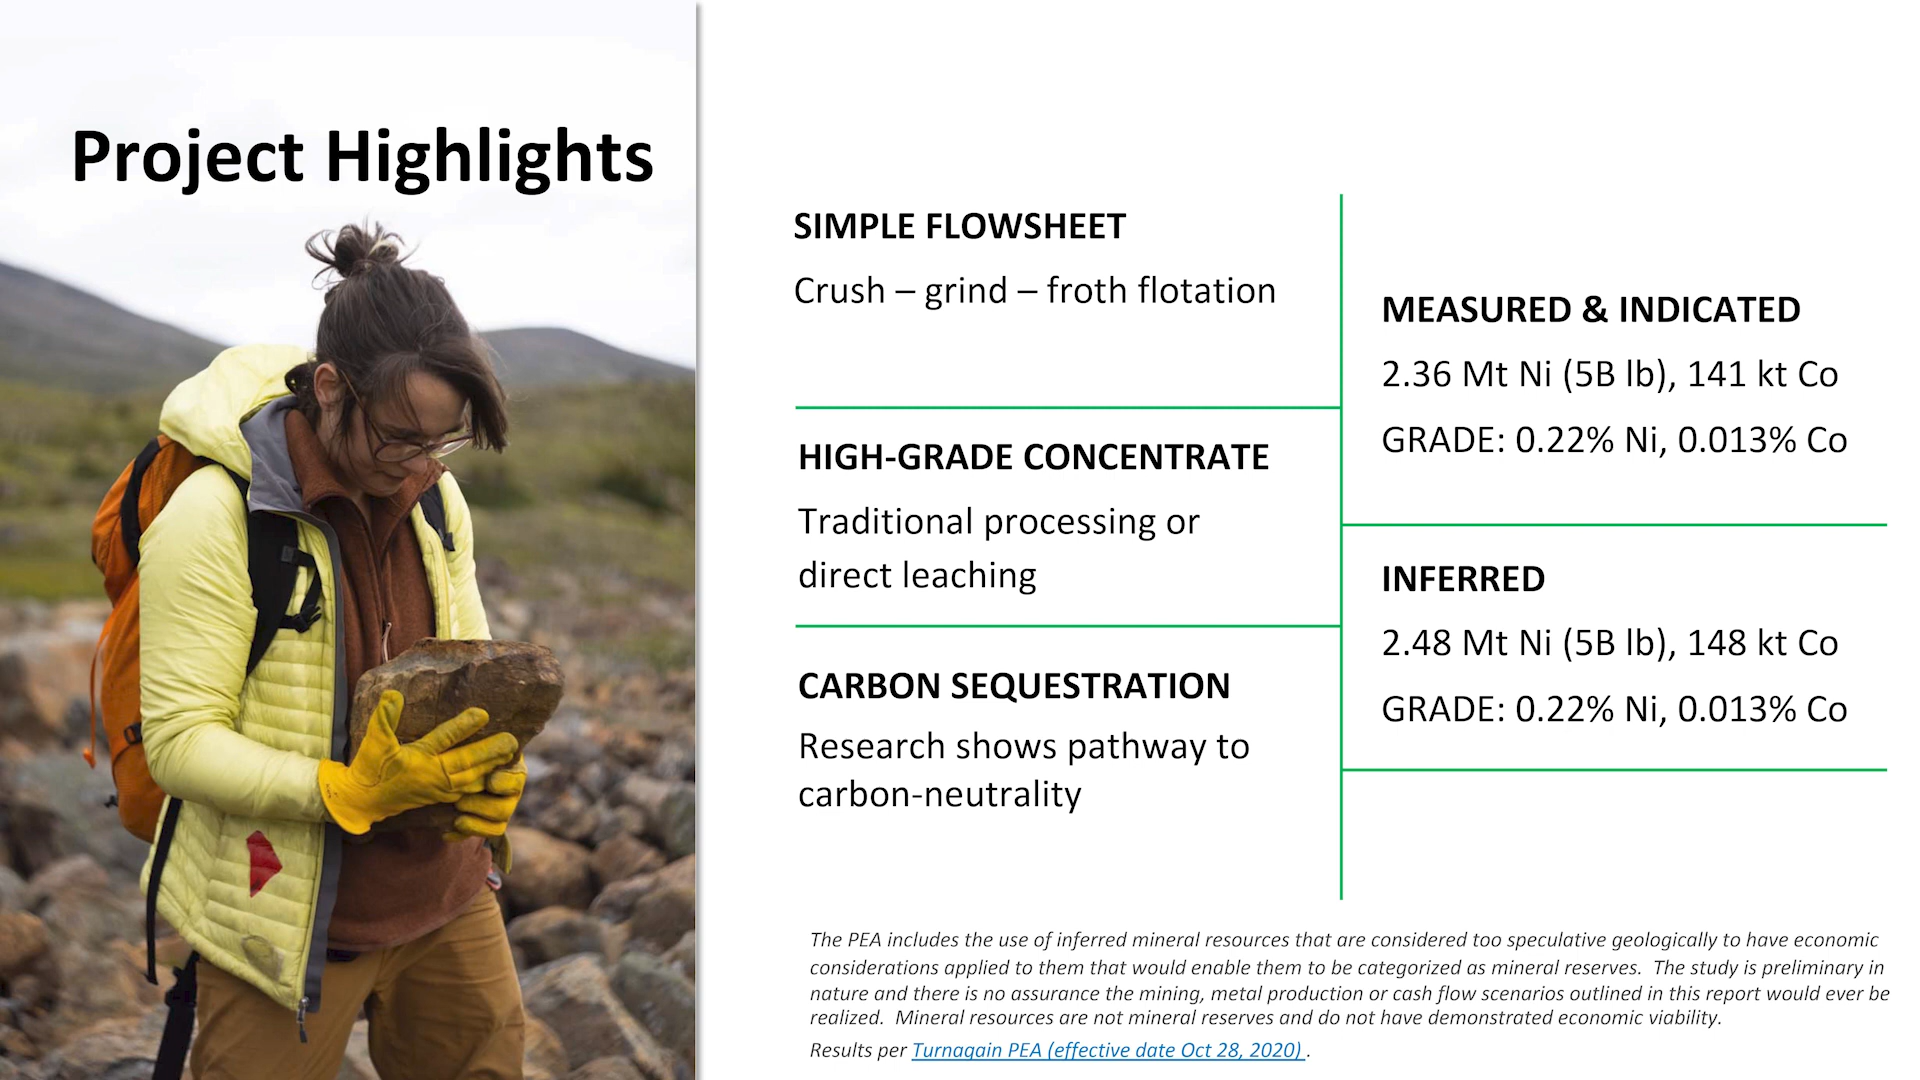 Project Highlights
SIMPLE FLOWSHEET
Crush – grind – froth flotation
HIGH-GRADE CONCENTRATE
Traditional processing or
direct leaching
CARBON SEQUESTRATION
Research shows pathway to
carbon-neutrality
MEASURED & INDICATED
2.36 Mt Ni (5B lb), 141 kt Co
GRADE: 0.22% Ni, 0.013% Co
INFERRED
2.48 Mt Ni (5B lb), 148 kt Co
GRADE: 0.22% Ni, 0.013% Co
The PEA includes the use of inferred mineral resources that are considered too speculative geologically to have economic
considerations applied to them that would enable them to be categorized as mineral reserves.  The study is preliminary in
nature and there is no assurance the mining, metal production or cash flow scenarios outlined in this report would ever be
realized.  Mineral resources are not mineral reserves and do not have demonstrated economic viability.
Results per Turnagain PEA (effective date Oct 28, 2020) .